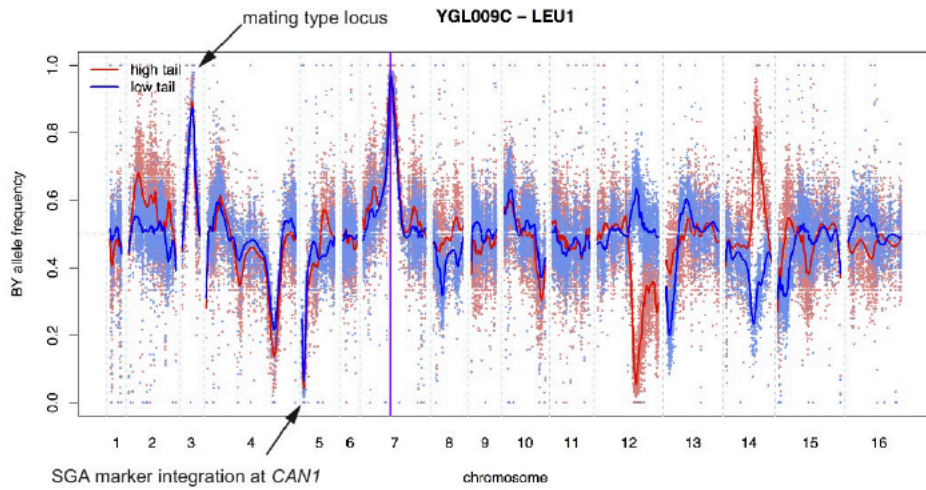 mating type locus
YGL009C – LEU1
high tail
low tail
BY allele frequency
1.0
0.8
0.6
0.4
0.2
0.0
1 2 3 4 5 6 7 8 9 10 11 12 13 14 15 16
SGA marker integration at CAN1
chromosome